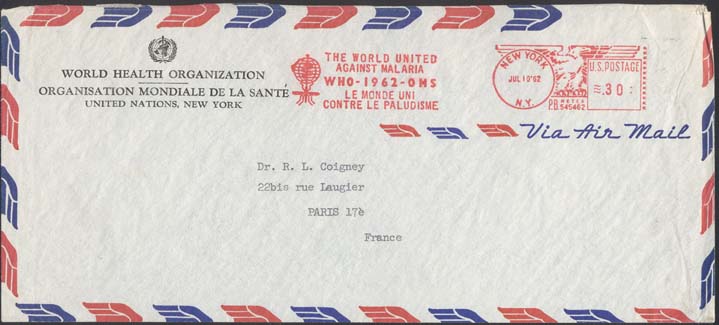 WORLD HEALTH ORGANIZATION
ORGANISATION MONDIALE DE LA SANTÉ
UNITED NATIONS, NEW YORK
THE WORLD UNITED
AGAINST MALARIA
WHO-1962-OMS
LE MONDE UNI
CONTRE LE PALUDISME
NEW YORK
JUL 10 '62
N.Y.
U.S. POSTAGE
.30
P.B. METER
545462
Via Air Mail
Dr. R. L. Coigney
22bis rue Laugier
PARIS 17è
France